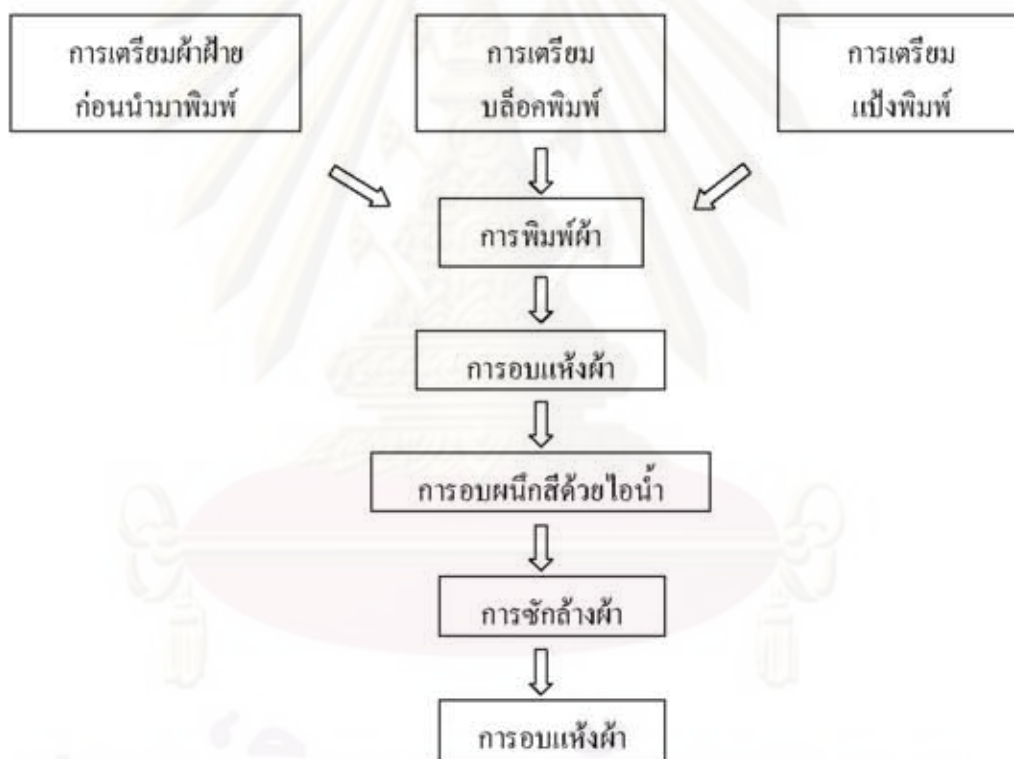 การเตรียมผ้าฝ้าย
ก่อนนำมาพิมพ์
การเตรียม
บล็อคพิมพ์
การเตรียม
แป้งพิมพ์
การพิมพ์ผ้า
การอบแห้งผ้า
การอบผนึกสีด้วยไอน้ำ
การซักล้างผ้า
การอบแห้งผ้า